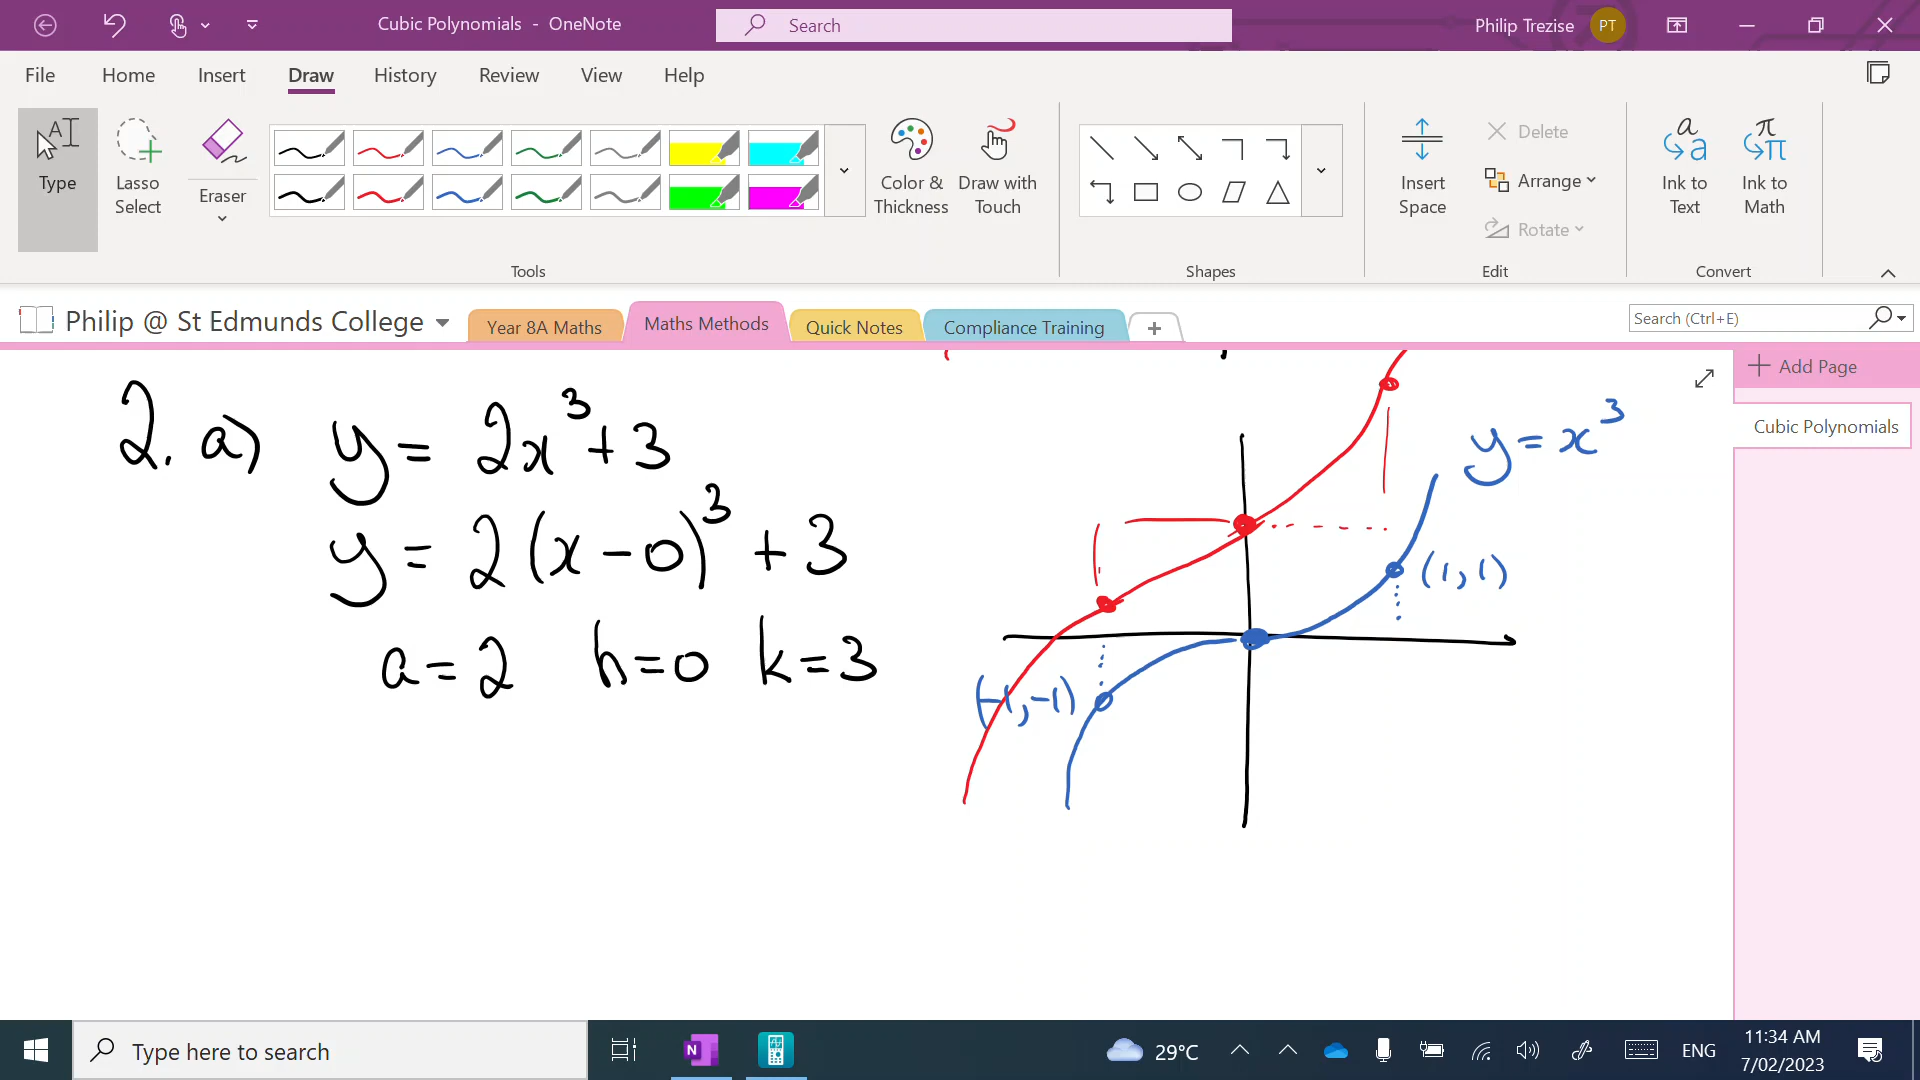 Cubic Polynomials - OneNote
Search
Philip Trezise
PT
File
Home
Insert
Draw
History
Review
View
Help
Type
Lasso Select
Eraser
Color & Thickness
Draw with Touch
Insert Space
Delete
Arrange
Rotate
Ink to Text
Ink to Math
Tools
Shapes
Edit
Convert
Philip @ St Edmunds College
Year 8A Maths
Maths Methods
Quick Notes
Compliance Training
Search (Ctrl+E)
Add Page
Cubic Polynomials
2. a) y = 2x³ + 3
y = 2(x - 0)³ + 3
a = 2 h = 0 k = 3
y = x³
(1, 1)
(-1, -1)
Type here to search
29°C
ENG
11:34 AM
7/02/2023